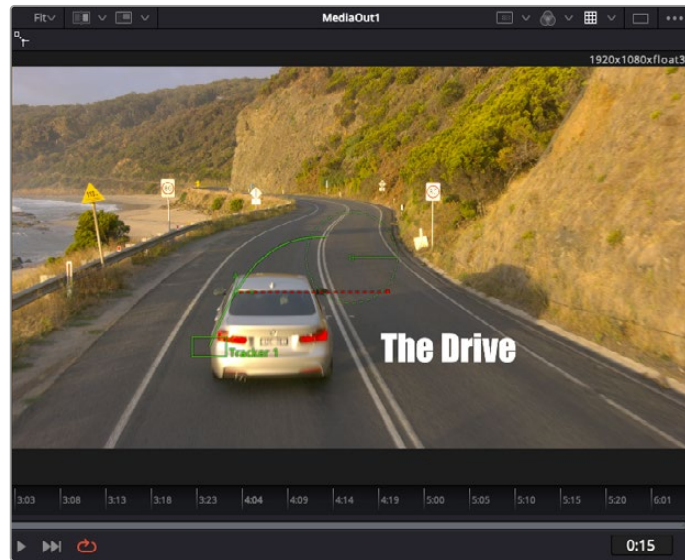 Fit MediaOut1
1920x1080xfloat3
Tracker 1
The Drive
3:03 3:08 3:13 3:18 3:23 4:04 4:09 4:14 4:19 5:00 5:05 5:10 5:15 5:20 6:01
0:15